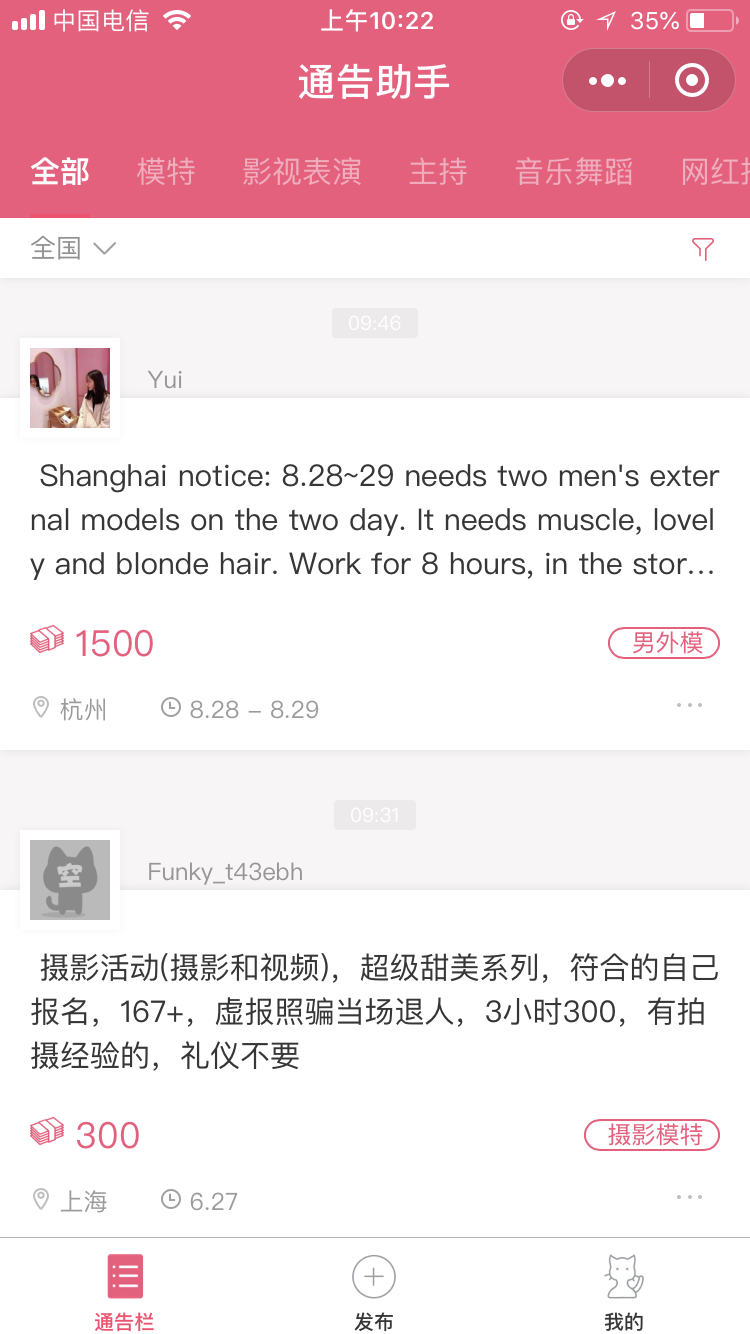 中国电信 上午10:22 35%
通告助手
全部 模特 影视表演 主持 音乐舞蹈 网红
全国
09:46
Yui
Shanghai notice: 8.28~29 needs two men's exter
nal models on the two day. It needs muscle, lovel
y and blonde hair. Work for 8 hours, in the stor...
1500 男外模
杭州 8.28 – 8.29
09:31
空
Funky_t43ebh
摄影活动(摄影和视频)，超级甜美系列，符合的自己
报名，167+，虚报照骗当场退人，3小时300，有拍
摄经验的，礼仪不要
300 摄影模特
上海 6.27
通告栏 发布 我的